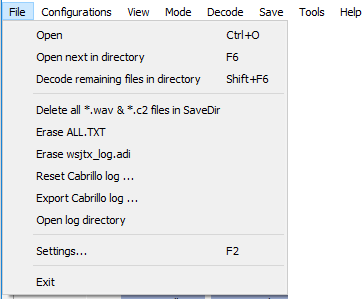 File Configurations View Mode Decode Save Tools Help
Open Ctrl+O
Open next in directory F6
Decode remaining files in directory Shift+F6
Delete all *.wav & *.c2 files in SaveDir
Erase ALL.TXT
Erase wsjtx_log.adi
Reset Cabrillo log ...
Export Cabrillo log ...
Open log directory
Settings... F2
Exit